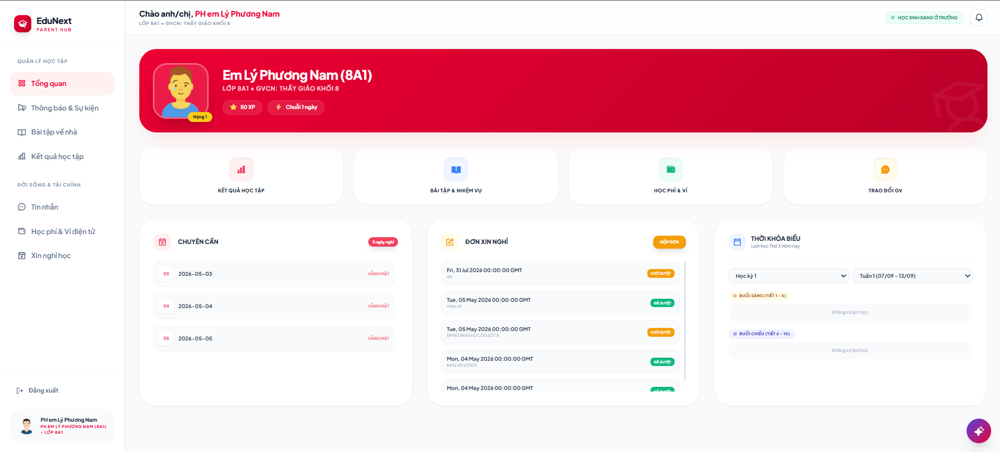 EduNext
PARENT HUB
QUẢN LÝ HỌC TẬP
Tổng quan
Thông báo & Sự kiện
Bài tập về nhà
Kết quả học tập
ĐỜI SỐNG & TÀI CHÍNH
Tin nhắn
Học phí & Ví điện tử
Xin nghỉ học
Đăng xuất
PH em Lý Phương Nam
PH EM LÝ PHƯƠNG NAM (8A1)
- LỚP 8A1
Chào anh/chị, PH em Lý Phương Nam
LỚP 8A1 • GVCN: THẦY GIÁO KHỐI 8
HỌC SINH ĐANG Ở TRƯỜNG
Em Lý Phương Nam (8A1)
LỚP 8A1 • GVCN: THẦY GIÁO KHỐI 8
50 XP
Chuỗi 1 ngày
Hạng 1
KẾT QUẢ HỌC TẬP
BÀI TẬP & NHIỆM VỤ
HỌC PHÍ & VÍ
TRAO ĐỔI GV
CHUYÊN CẦN
3 ngày nghỉ
03 2026-05-03 VẮNG MẶT
04 2026-05-04 VẮNG MẶT
05 2026-05-05 VẮNG MẶT
ĐƠN XIN NGHỈ
NỘP ĐƠN
Fri, 31 Jul 2026 00:00:00 GMT
alo
CHỜ DUYỆT
Tue, 05 May 2026 00:00:00 GMT
chào cô
ĐÃ DUYỆT
Tue, 05 May 2026 00:00:00 GMT
EM NÓ NGHỈ HỌC DO SỐT Ạ
CHỜ DUYỆT
Mon, 04 May 2026 00:00:00 GMT
bé bị sốt ạ 0305
ĐÃ DUYỆT
Mon, 04 May 2026 00:00:00 GMT
ĐÃ DUYỆT
THỜI KHÓA BIỂU
Lịch học Thứ 3 Hôm nay
Học kỳ 1
Tuần 1 (07/09 - 13/09)
BUỔI SÁNG (TIẾT 1 - 5)
Không có lịch học
BUỔI CHIỀU (TIẾT 6 - 10)
Không có lịch học